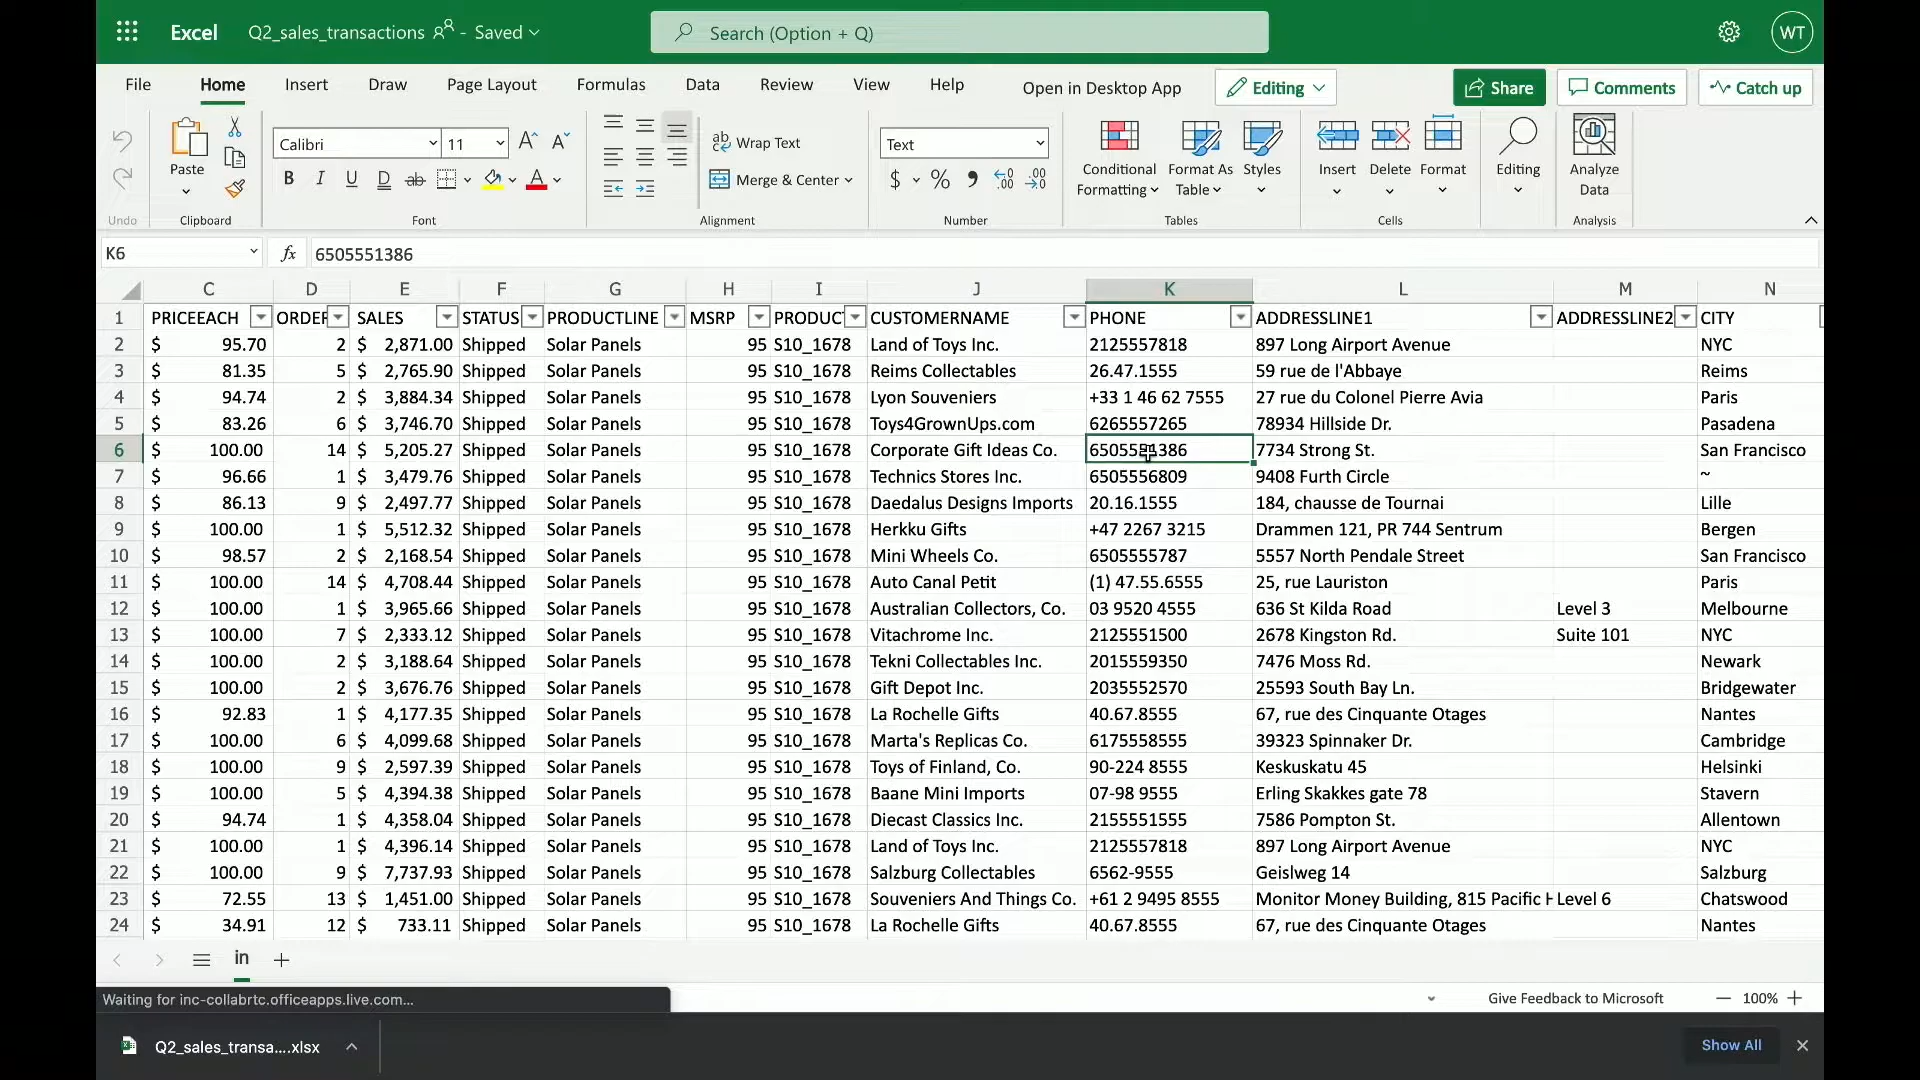 Excel Q2_sales_transactions - Saved Search (Option + Q) WT
File Home Insert Draw Page Layout Formulas Data Review View Help Open in Desktop App Editing Share Comments Catch up
Paste Calibri 11 Wrap Text Text Conditional Formatting Format As Table Styles Insert Delete Format Editing Analyze Data
B I U D ab A Merge & Center $ % , .00
Undo Clipboard Font Alignment Number Tables Cells Analysis
K6 fx 6505551386
C D E F G H I J K L M N
1 PRICEEACH ORDER SALES STATUS PRODUCTLINE MSRP PRODUC CUSTOMERNAME PHONE ADDRESSLINE1 ADDRESSLINE2 CITY
2 $ 95.70 2 $ 2,871.00 Shipped Solar Panels 95 S10_1678 Land of Toys Inc. 2125557818 897 Long Airport Avenue NYC
3 $ 81.35 5 $ 2,765.90 Shipped Solar Panels 95 S10_1678 Reims Collectables 26.47.1555 59 rue de l'Abbaye Reims
4 $ 94.74 2 $ 3,884.34 Shipped Solar Panels 95 S10_1678 Lyon Souveniers +33 1 46 62 7555 27 rue du Colonel Pierre Avia Paris
5 $ 83.26 6 $ 3,746.70 Shipped Solar Panels 95 S10_1678 Toys4GrownUps.com 6265557265 78934 Hillside Dr. Pasadena
6 $ 100.00 14 $ 5,205.27 Shipped Solar Panels 95 S10_1678 Corporate Gift Ideas Co. 6505551386 7734 Strong St. San Francisco
7 $ 96.66 1 $ 3,479.76 Shipped Solar Panels 95 S10_1678 Technics Stores Inc. 6505556809 9408 Furth Circle ~
8 $ 86.13 9 $ 2,497.77 Shipped Solar Panels 95 S10_1678 Daedalus Designs Imports 20.16.1555 184, chausse de Tournai Lille
9 $ 100.00 1 $ 5,512.32 Shipped Solar Panels 95 S10_1678 Herkku Gifts +47 2267 3215 Drammen 121, PR 744 Sentrum Bergen
10 $ 98.57 2 $ 2,168.54 Shipped Solar Panels 95 S10_1678 Mini Wheels Co. 6505555787 5557 North Pendale Street San Francisco
11 $ 100.00 14 $ 4,708.44 Shipped Solar Panels 95 S10_1678 Auto Canal Petit (1) 47.55.6555 25, rue Lauriston Paris
12 $ 100.00 1 $ 3,965.66 Shipped Solar Panels 95 S10_1678 Australian Collectors, Co. 03 9520 4555 636 St Kilda Road Level 3 Melbourne
13 $ 100.00 7 $ 2,333.12 Shipped Solar Panels 95 S10_1678 Vitachrome Inc. 2125551500 2678 Kingston Rd. Suite 101 NYC
14 $ 100.00 2 $ 3,188.64 Shipped Solar Panels 95 S10_1678 Tekni Collectables Inc. 2015559350 7476 Moss Rd. Newark
15 $ 100.00 2 $ 3,676.76 Shipped Solar Panels 95 S10_1678 Gift Depot Inc. 2035552570 25593 South Bay Ln. Bridgewater
16 $ 92.83 1 $ 4,177.35 Shipped Solar Panels 95 S10_1678 La Rochelle Gifts 40.67.8555 67, rue des Cinquante Otages Nantes
17 $ 100.00 6 $ 4,099.68 Shipped Solar Panels 95 S10_1678 Marta's Replicas Co. 6175558555 39323 Spinnaker Dr. Cambridge
18 $ 100.00 9 $ 2,597.39 Shipped Solar Panels 95 S10_1678 Toys of Finland, Co. 90-224 8555 Keskuskatu 45 Helsinki
19 $ 100.00 5 $ 4,394.38 Shipped Solar Panels 95 S10_1678 Baane Mini Imports 07-98 9555 Erling Skakkes gate 78 Stavern
20 $ 94.74 1 $ 4,358.04 Shipped Solar Panels 95 S10_1678 Diecast Classics Inc. 2155551555 7586 Pompton St. Allentown
21 $ 100.00 1 $ 4,396.14 Shipped Solar Panels 95 S10_1678 Land of Toys Inc. 2125557818 897 Long Airport Avenue NYC
22 $ 100.00 9 $ 7,737.93 Shipped Solar Panels 95 S10_1678 Salzburg Collectables 6562-9555 Geislweg 14 Salzburg
23 $ 72.55 13 $ 1,451.00 Shipped Solar Panels 95 S10_1678 Souveniers And Things Co. +61 2 9495 8555 Monitor Money Building, 815 Pacific H Level 6 Chatswood
24 $ 34.91 12 $ 733.11 Shipped Solar Panels 95 S10_1678 La Rochelle Gifts 40.67.8555 67, rue des Cinquante Otages Nantes
in
Waiting for inc-collabrtc.officeapps.live.com... Give Feedback to Microsoft 100%
Q2_sales_transa....xlsx Show All